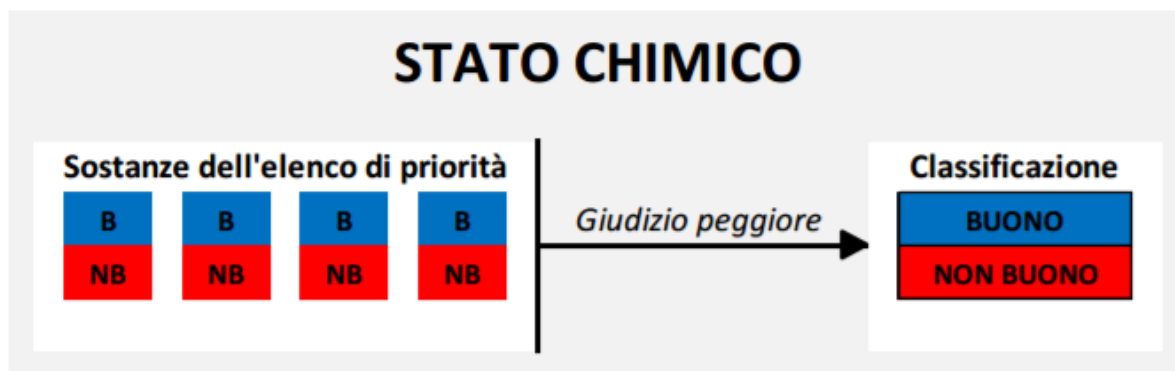 STATO CHIMICO
Sostanze dell'elenco di priorità
B B B B
NB NB NB NB
Giudizio peggiore
Classificazione
BUONO
NON BUONO